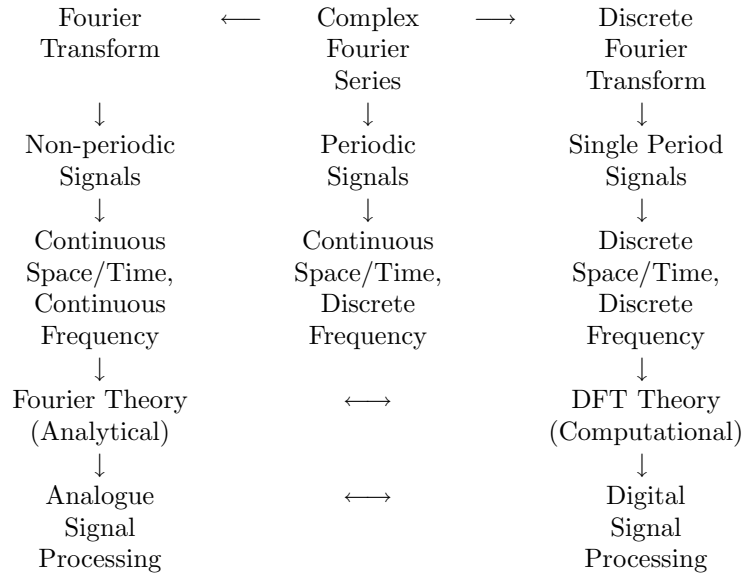 Fourier ← Complex → Discrete
Transform Fourier Fourier
Series Transform
↓ ↓ ↓
Non-periodic Periodic Single Period
Signals Signals Signals
↓ ↓ ↓
Continuous Continuous Discrete
Space/Time, Space/Time, Space/Time,
Continuous Discrete Discrete
Frequency Frequency Frequency
↓ ↓
Fourier Theory ↔ DFT Theory
(Analytical) (Computational)
↓ ↓
Analogue ↔ Digital
Signal Signal
Processing Processing